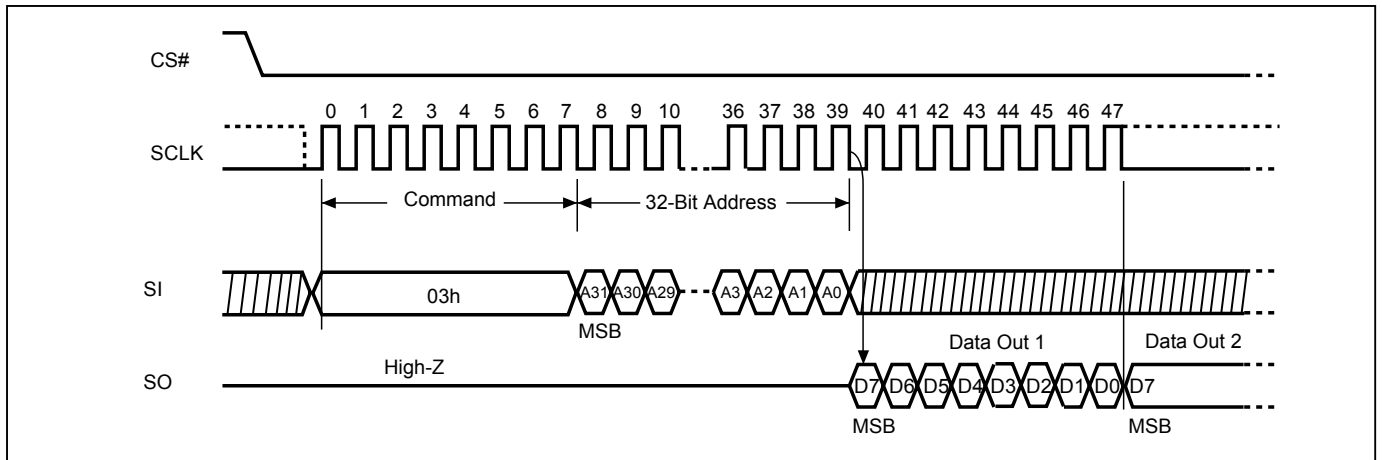 CS#
0 1 2 3 4 5 6 7 8 9 10 36 37 38 39 40 41 42 43 44 45 46 47
SCLK
Command 32-Bit Address
SI 03h A31 A30 A29 A3 A2 A1 A0
MSB
Data Out 1 Data Out 2
High-Z
SO D7 D6 D5 D4 D3 D2 D1 D0 D7
MSB MSB